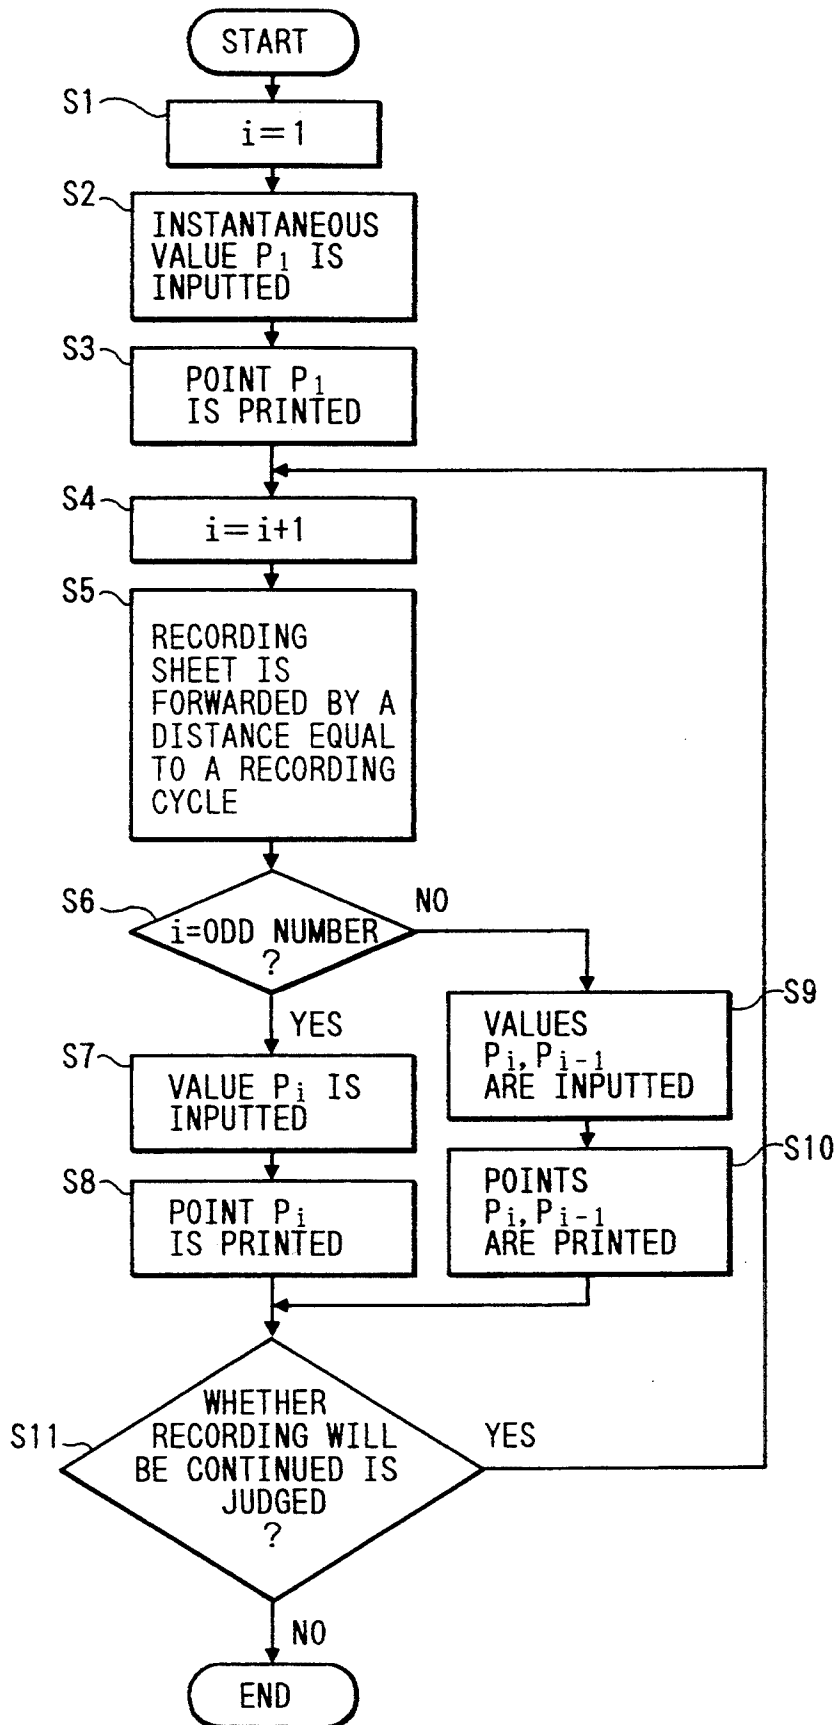 START
S1
i=1
S2
INSTANTANEOUS
VALUE P1 IS
INPUTTED
S3
POINT P1
IS PRINTED
S4
i=i+1
S5
RECORDING
SHEET IS
FORWARDED BY A
DISTANCE EQUAL
TO A RECORDING
CYCLE
S6
i=ODD NUMBER
?
NO
YES
S7
VALUE Pi IS
INPUTTED
S8
POINT Pi
IS PRINTED
S9
VALUES
Pi, Pi-1
ARE INPUTTED
S10
POINTS
Pi, Pi-1
ARE PRINTED
S11
WHETHER
RECORDING WILL
BE CONTINUED IS
JUDGED
?
YES
NO
END